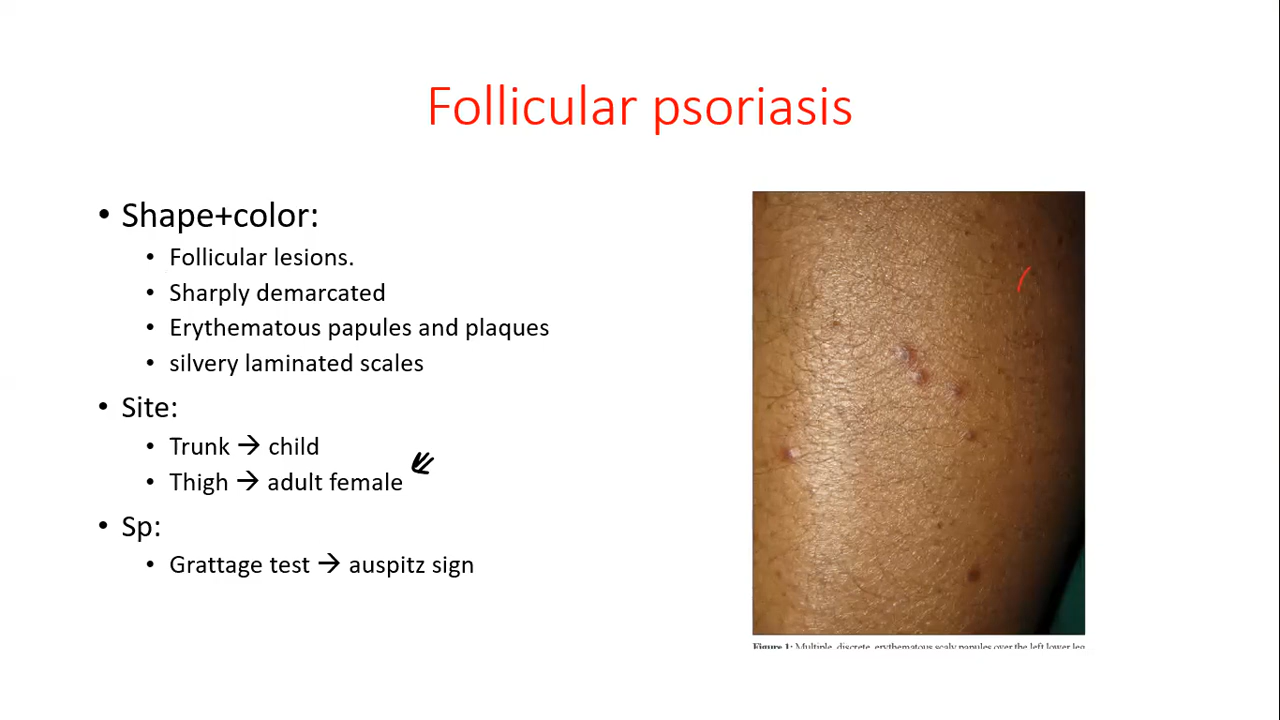 Follicular psoriasis
• Shape+color:
• Follicular lesions.
• Sharply demarcated
• Erythematous papules and plaques
• silvery laminated scales
• Site:
• Trunk → child
• Thigh → adult female
• Sp:
• Grattage test → auspitz sign
Figure 1: Multiple, discrete, erythematous scaly papules over the left lower leg